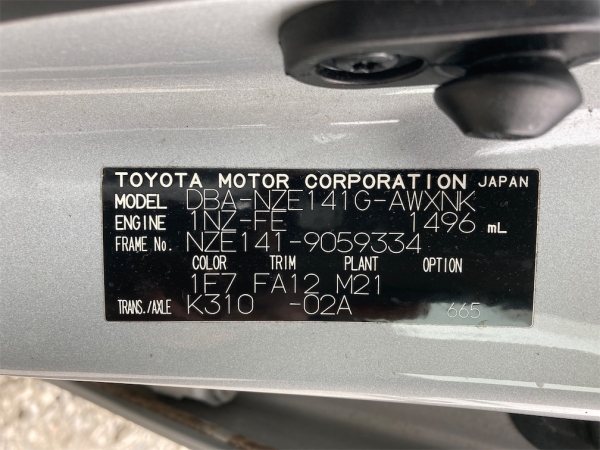 TOYOTA MOTOR CORPORATION JAPAN
MODEL DBA-NZE141G-AWXNK
ENGINE 1NZ-FE 1496 mL
FRAME No. NZE141-9059334
COLOR TRIM PLANT OPTION
1E7 FA12 M21
TRANS./AXLE K310 -02A 665